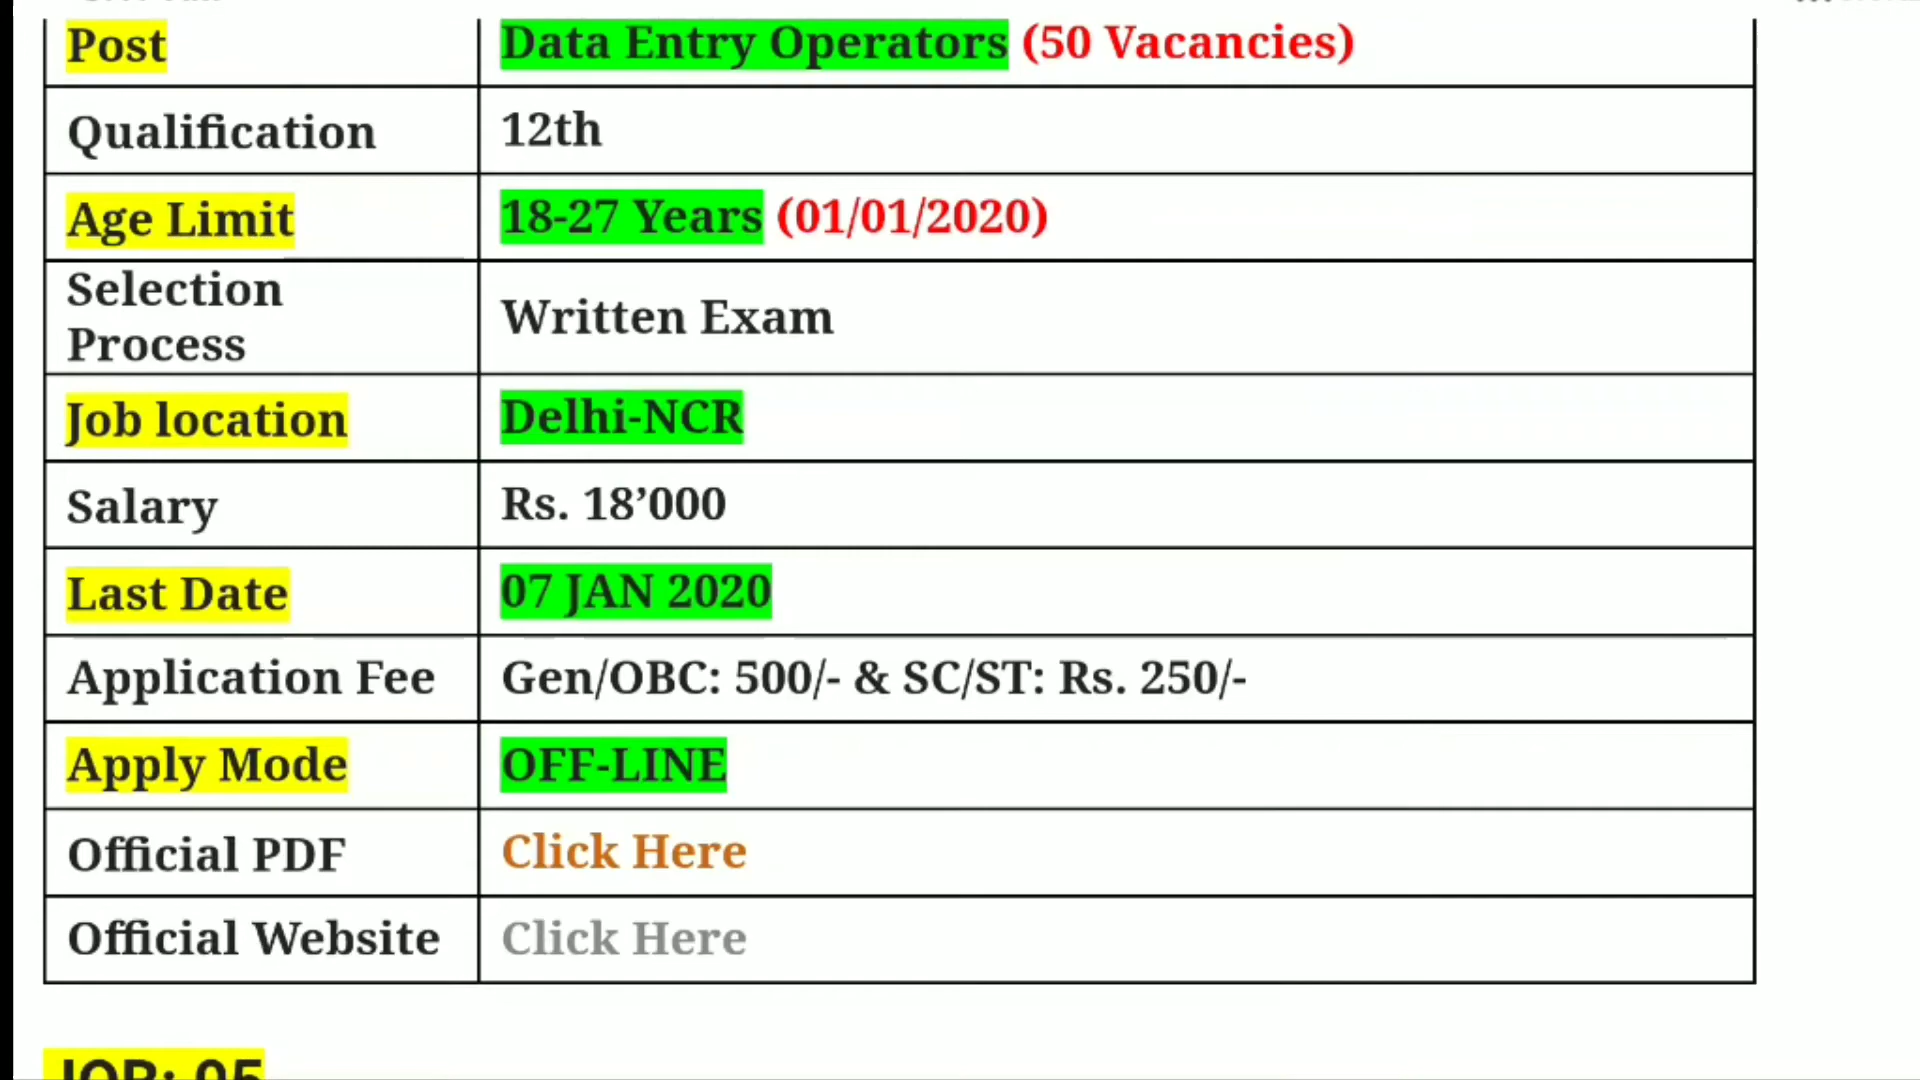 Post Data Entry Operators (50 Vacancies)
Qualification 12th
Age Limit 18-27 Years (01/01/2020)
Selection
Process
Written Exam
Job location Delhi-NCR
Salary Rs. 18’000
Last Date 07 JAN 2020
Application Fee Gen/OBC: 500/- & SC/ST: Rs. 250/-
Apply Mode OFF-LINE
Official PDF Click Here
Official Website Click Here
JOB: 05